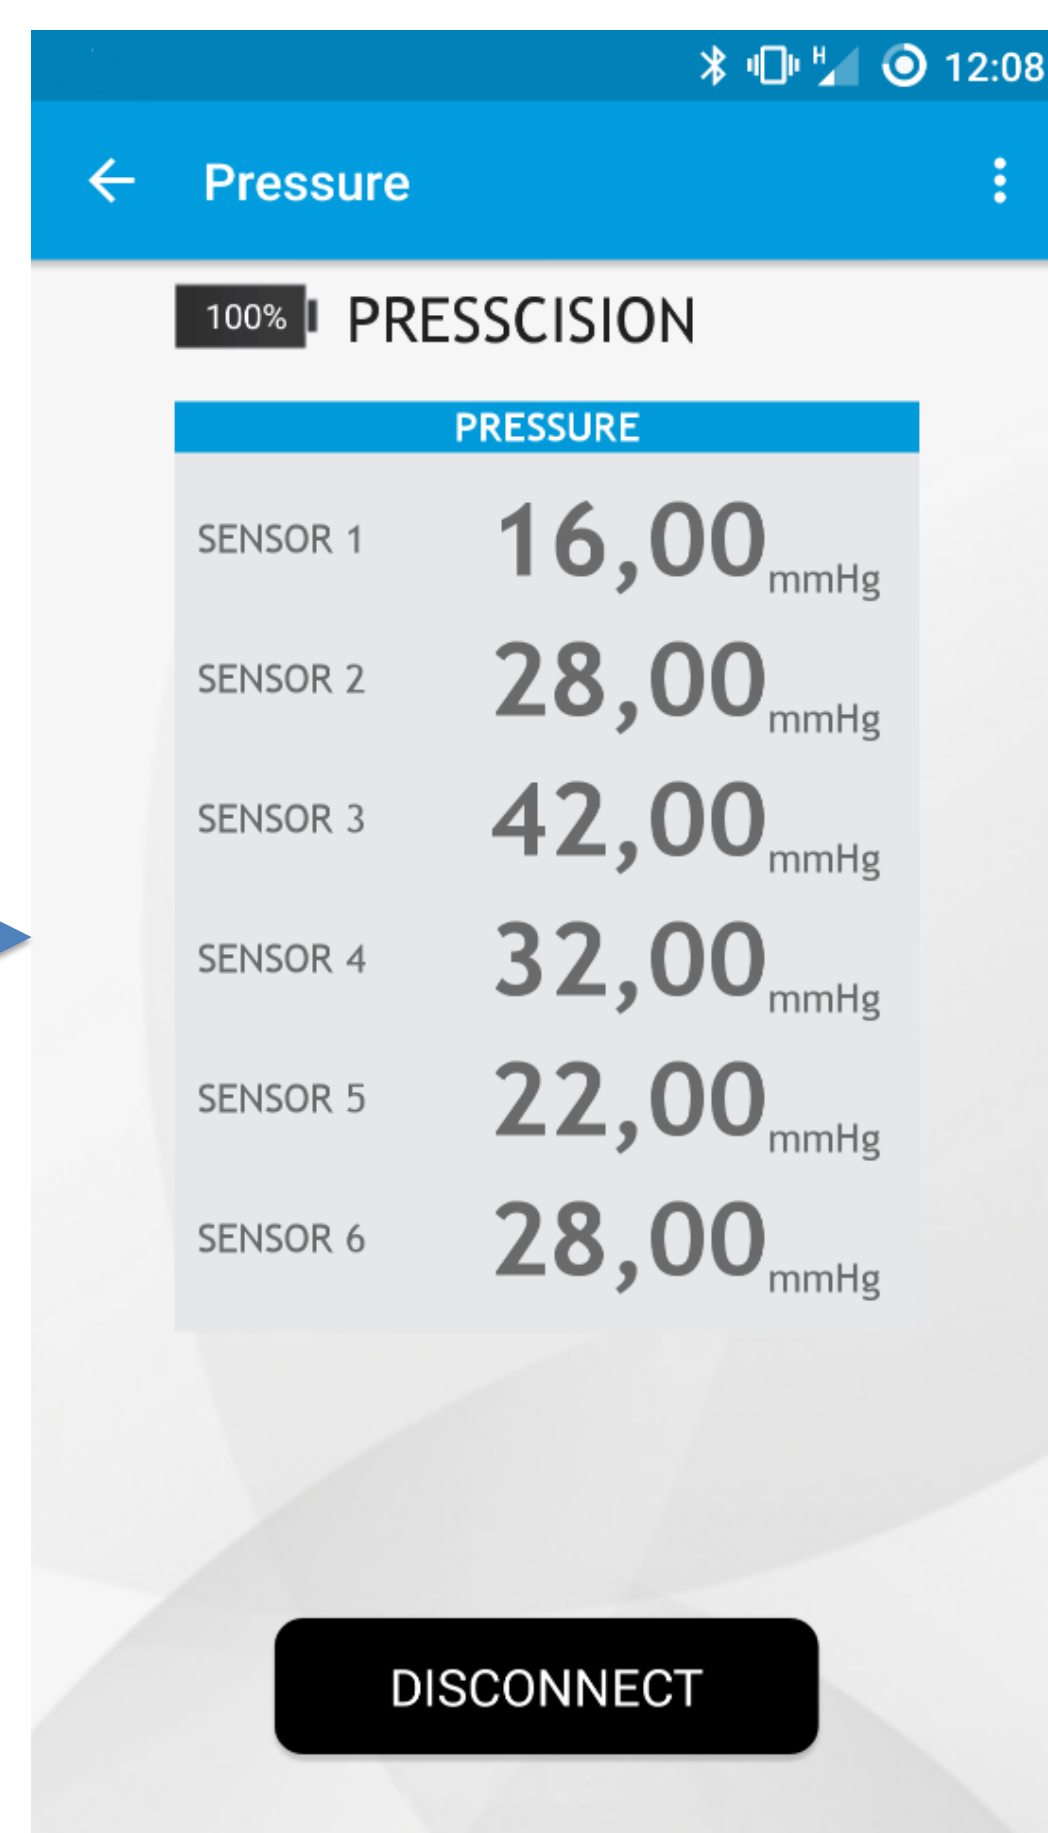 H 12:08
Pressure
100% PRESSCISION
PRESSURE
SENSOR 1 16,00 mmHg
SENSOR 2 28,00 mmHg
SENSOR 3 42,00 mmHg
SENSOR 4 32,00 mmHg
SENSOR 5 22,00 mmHg
SENSOR 6 28,00 mmHg
DISCONNECT